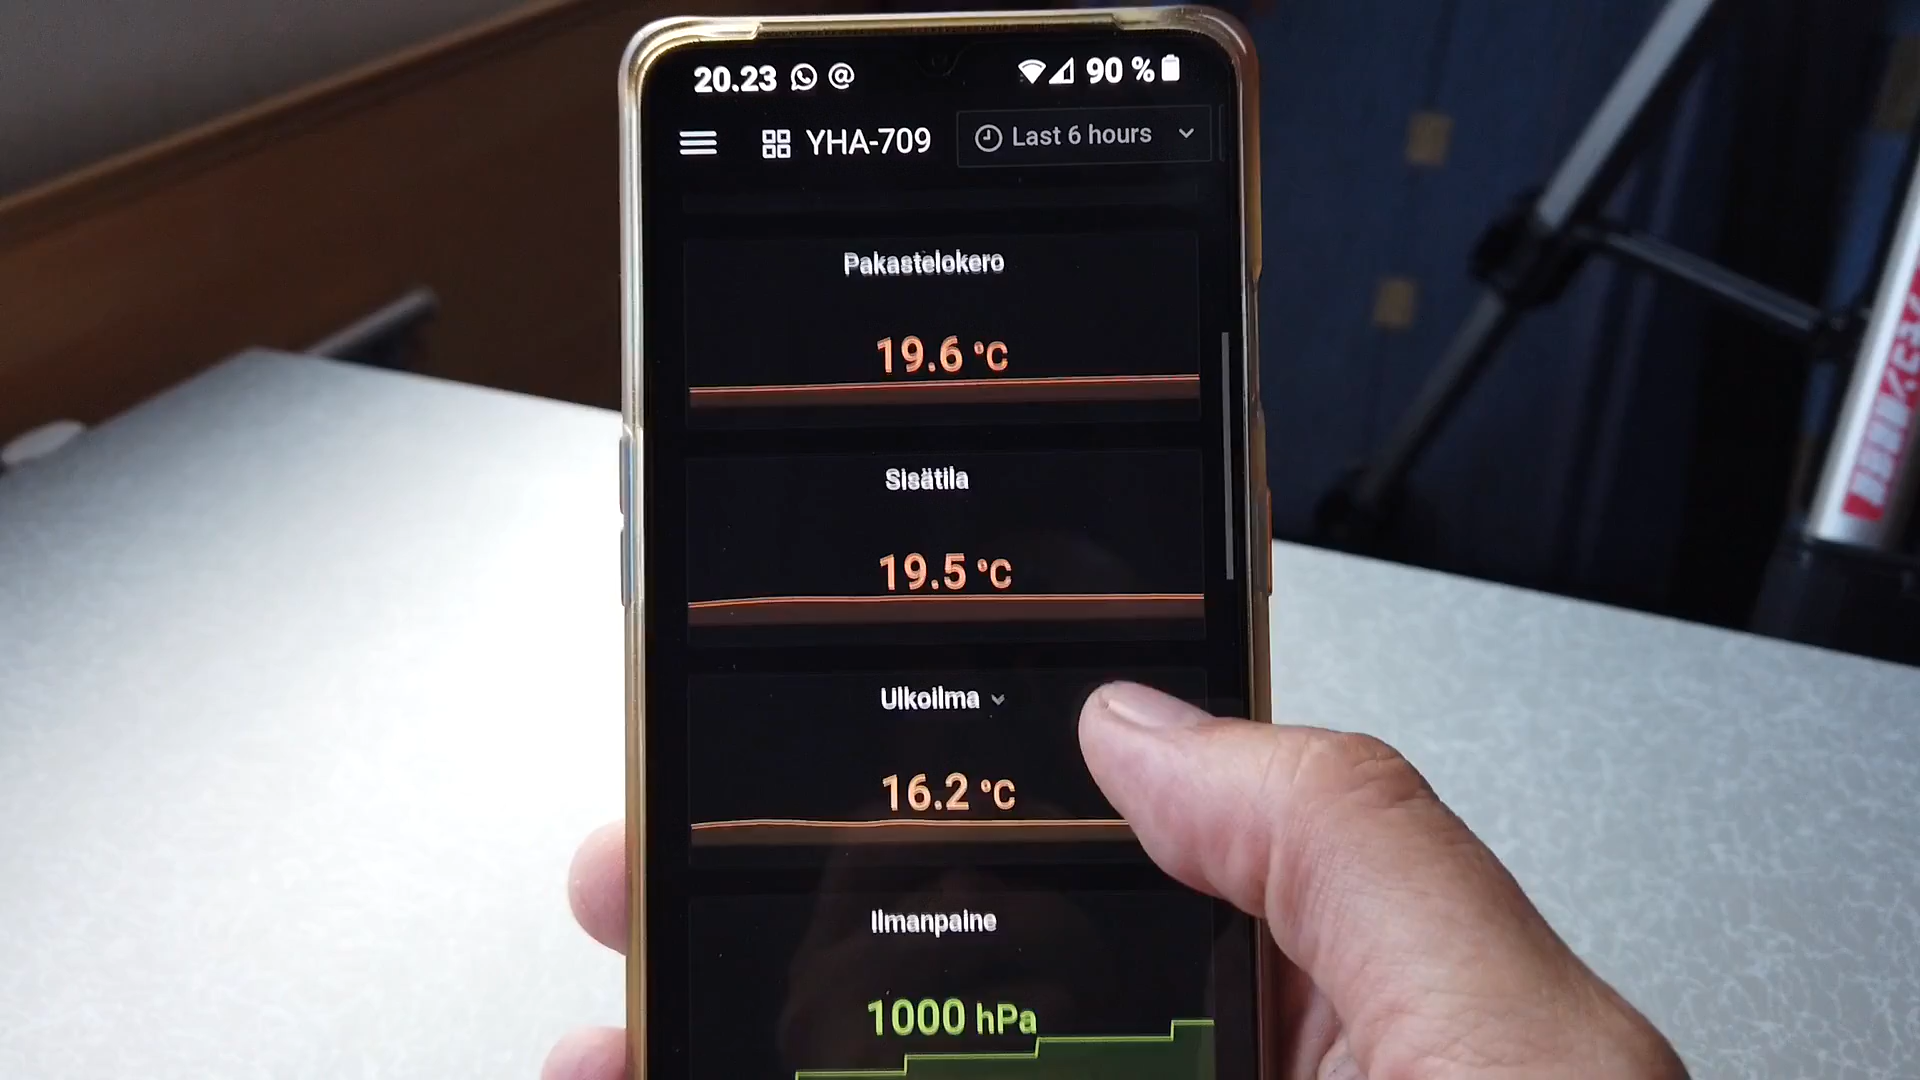 20.23 90 %
YHA-709 Last 6 hours
Pakastelokero
19.6 °C
Sisätila
19.5 °C
Ulkoilma
16.2 °C
Ilmanpaine
1000 hPa